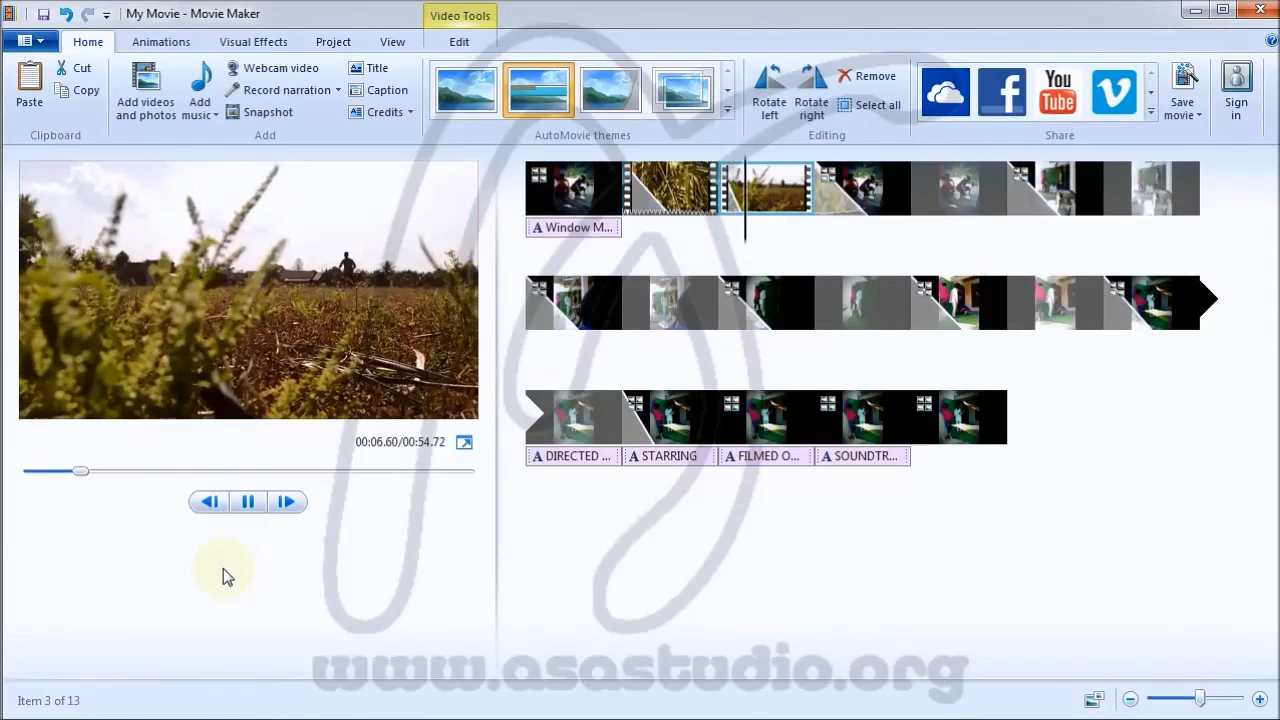 My Movie - Movie Maker
Video Tools
Home
Animations
Visual Effects
Project
View
Edit
Paste
Cut
Copy
Clipboard
Add videos
and photos
Add
music
Webcam video
Record narration
Snapshot
Title
Caption
Credits
Add
AutoMovie themes
Rotate
left
Rotate
right
Remove
Select all
Editing
f
You
Tube
Share
Save
movie
Sign
in
A Window M...
00:06.60/00:54.72
A DIRECTED ...
A STARRING
A FILMED O...
A SOUNDTR...
www.asastudio.org
Item 3 of 13